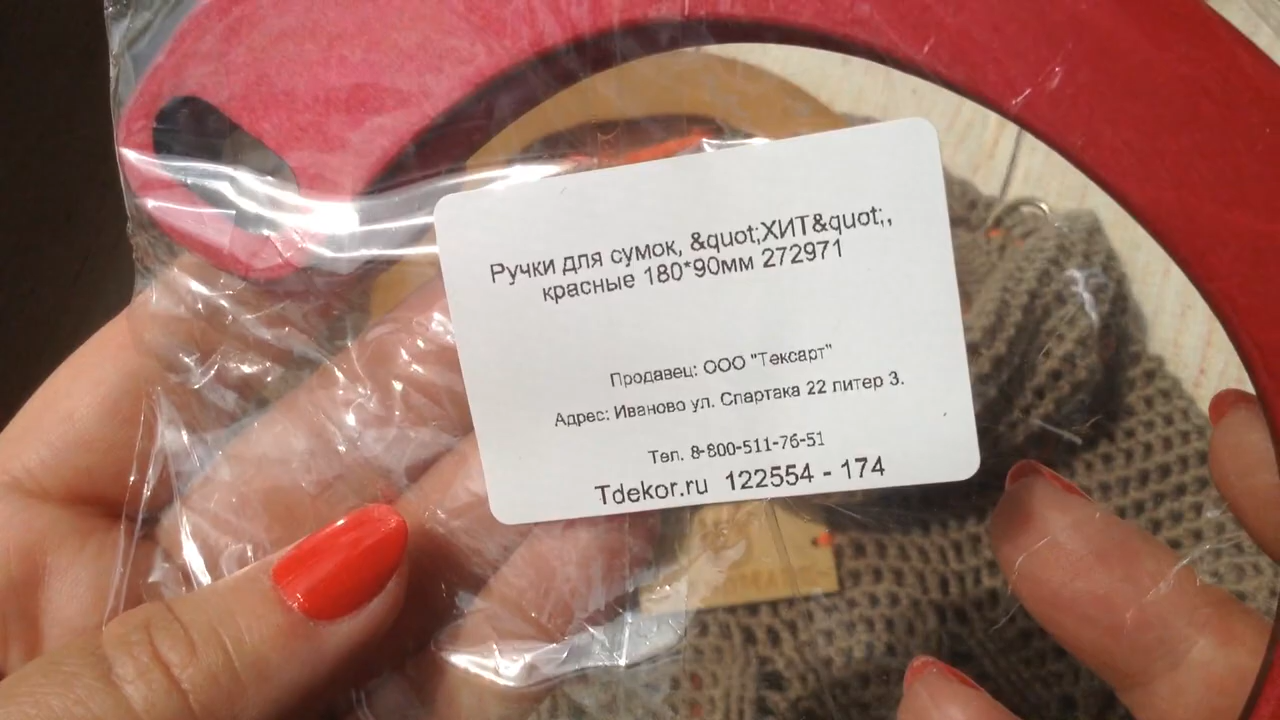 Ручки для сумок, &quot;ХИТ&quot;,
красные 180*90мм 272971
Продавец: ООО "Тексарт"
Адрес: Иваново ул. Спартака 22 литер 3.
Тел. 8-800-511-76-51
Tdekor.ru 122554 - 174